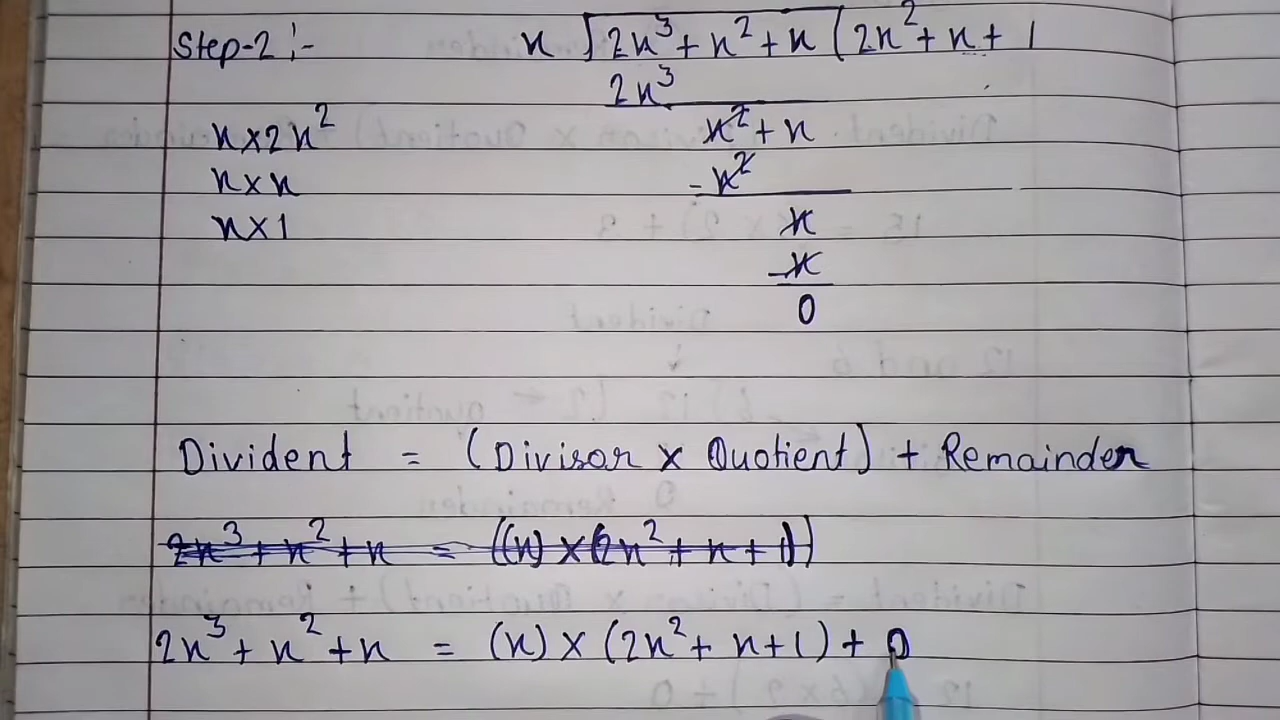 Step-2 :- x ) 2x³ + x² + x ( 2x² + x + 1
2x³
x × 2x² x² + x
x × x - x²
x × 1 x
- x
0
Divident = (Divisor × Quotient) + Remainder
2x³ + x² + x = ((x) × (2x² + x + 1))
2x³ + x² + x = (x) × (2x² + x + 1) + 0